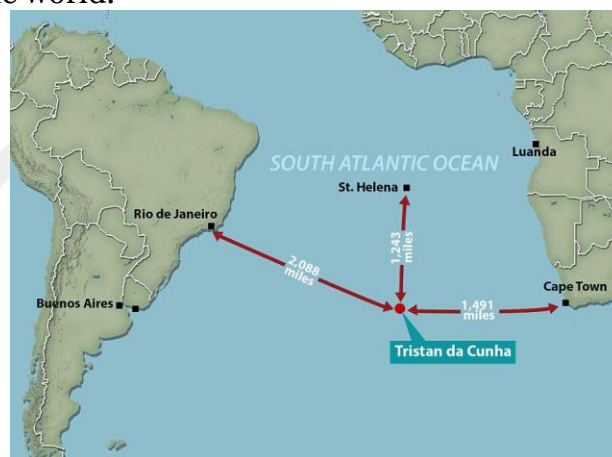 e world.
SOUTH ATLANTIC OCEAN
Luanda
St. Helena
Rio de Janeiro
1,243
miles
2,088
miles
Cape Town
Buenos Aires
1,491
miles
Tristan da Cunha